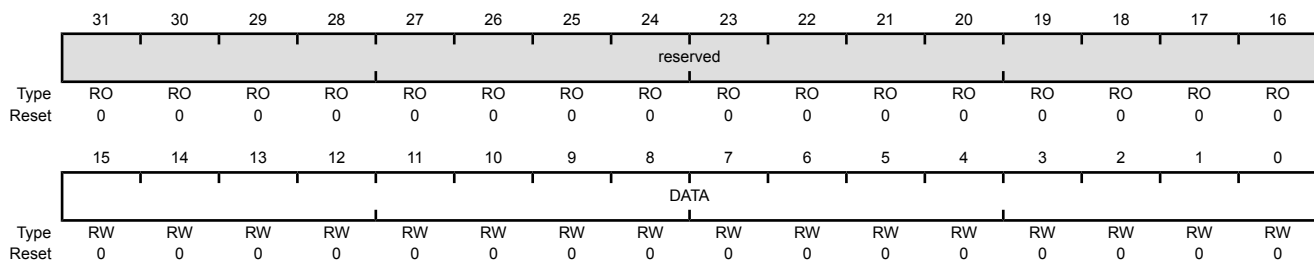 31 30 29 28 27 26 25 24 23 22 21 20 19 18 17 16
reserved
Type RO RO RO RO RO RO RO RO RO RO RO RO RO RO RO RO
Reset 0 0 0 0 0 0 0 0 0 0 0 0 0 0 0 0
15 14 13 12 11 10 9 8 7 6 5 4 3 2 1 0
DATA
Type RW RW RW RW RW RW RW RW RW RW RW RW RW RW RW RW
Reset 0 0 0 0 0 0 0 0 0 0 0 0 0 0 0 0